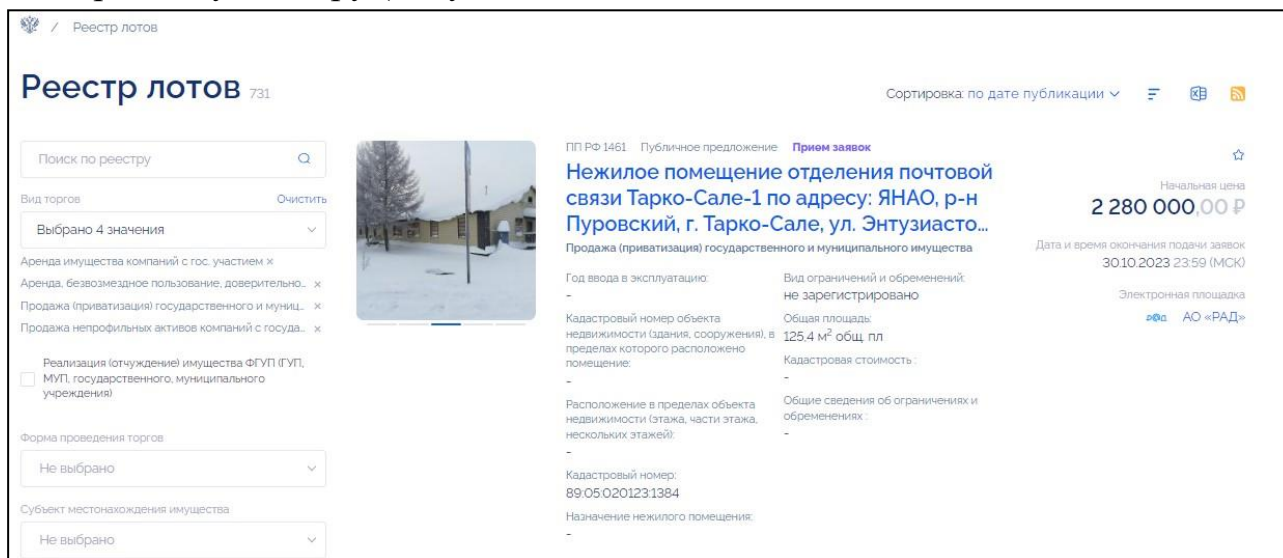 / Реестр лотов
Реестр лотов 731
Сортировка: по дате публикации
Поиск по реестру
Вид торгов Очистить
Выбрано 4 значения
Аренда имущества компаний с гос. участием ×
Аренда, безвозмездное пользование, доверительно... ×
Продажа (приватизация) государственного и муниц... ×
Продажа непрофильных активов компаний с госуда... ×
Реализация (отчуждение) имущества ФГУП (ГУП,
МУП, государственного, муниципального
учреждения)
Форма проведения торгов
Не выбрано
Субъект местонахождения имущества
Не выбрано
ПП РФ 1461 Публичное предложение Прием заявок
Нежилое помещение отделения почтовой
связи Тарко-Сале-1 по адресу: ЯНАО, р-н
Пуровский, г. Тарко-Сале, ул. Энтузиасто...
Продажа (приватизация) государственного и муниципального имущества
Год ввода в эксплуатацию:
-
Кадастровый номер объекта
недвижимости (здания, сооружения), в
пределах которого расположено
помещение:
-
Расположение в пределах объекта
недвижимости (этажа, части этажа,
нескольких этажей):
-
Кадастровый номер:
89:05:020123:1384
Назначение нежилого помещения:
-
Вид ограничений и обременений:
не зарегистрировано
Общая площадь:
125,4 м² общ. пл
Кадастровая стоимость :
-
Общие сведения об ограничениях и
обременениях :
-
Начальная цена
2 280 000,00 ₽
Дата и время окончания подачи заявок
30.10.2023 23:59 (МСК)
Электронная площадка
АО «РАД»